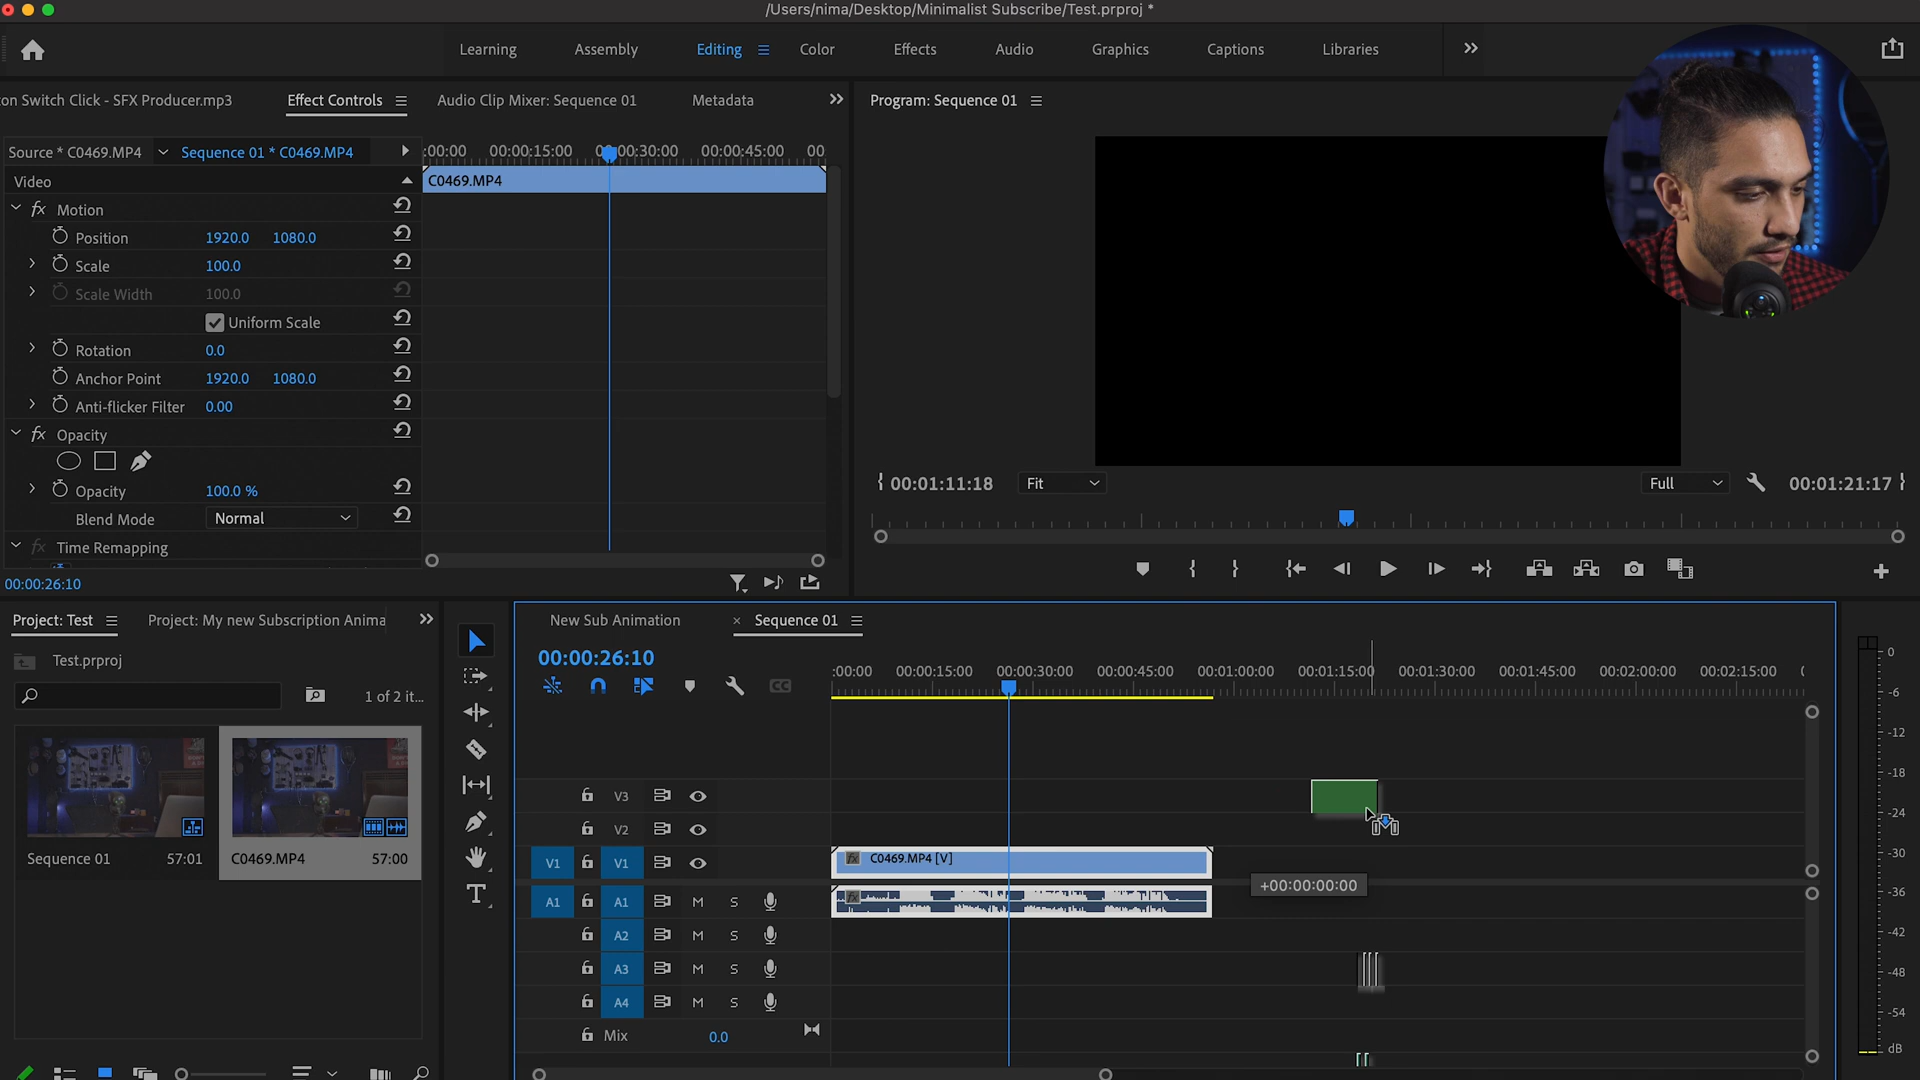 /Users/nima/Desktop/Minimalist Subscribe/Test.prproj *
Learning Assembly Editing Color Effects Audio Graphics Captions Libraries
on Switch Click - SFX Producer.mp3 Effect Controls Audio Clip Mixer: Sequence 01 Metadata
Program: Sequence 01
Source * C0469.MP4 Sequence 01 * C0469.MP4
:00:00 00:00:15:00 00:00:30:00 00:00:45:00 00
Video
C0469.MP4
fx Motion
Position 1920.0 1080.0
Scale 100.0
Scale Width 100.0
Uniform Scale
Rotation 0.0
Anchor Point 1920.0 1080.0
Anti-flicker Filter 0.00
fx Opacity
Opacity 100.0 %
Blend Mode Normal
fx Time Remapping
00:00:26:10
00:01:11:18 Fit Full 00:01:21:17
Project: Test Project: My new Subscription Anima
Test.prproj
1 of 2 it...
Sequence 01 57:01
C0469.MP4 57:00
New Sub Animation × Sequence 01
00:00:26:10
:00:00 00:00:15:00 00:00:30:00 00:00:45:00 00:01:00:00 00:01:15:00 00:01:30:00 00:01:45:00 00:02:00:00 00:02:15:00
CC
V3
V2
V1 V1
fx C0469.MP4 [V]
+00:00:00:00
A1 A1 M S
fx
A2 M S
A3 M S
A4 M S
Mix 0.0
0
-6
-12
-18
-24
-30
-36
-42
-48
-54
dB